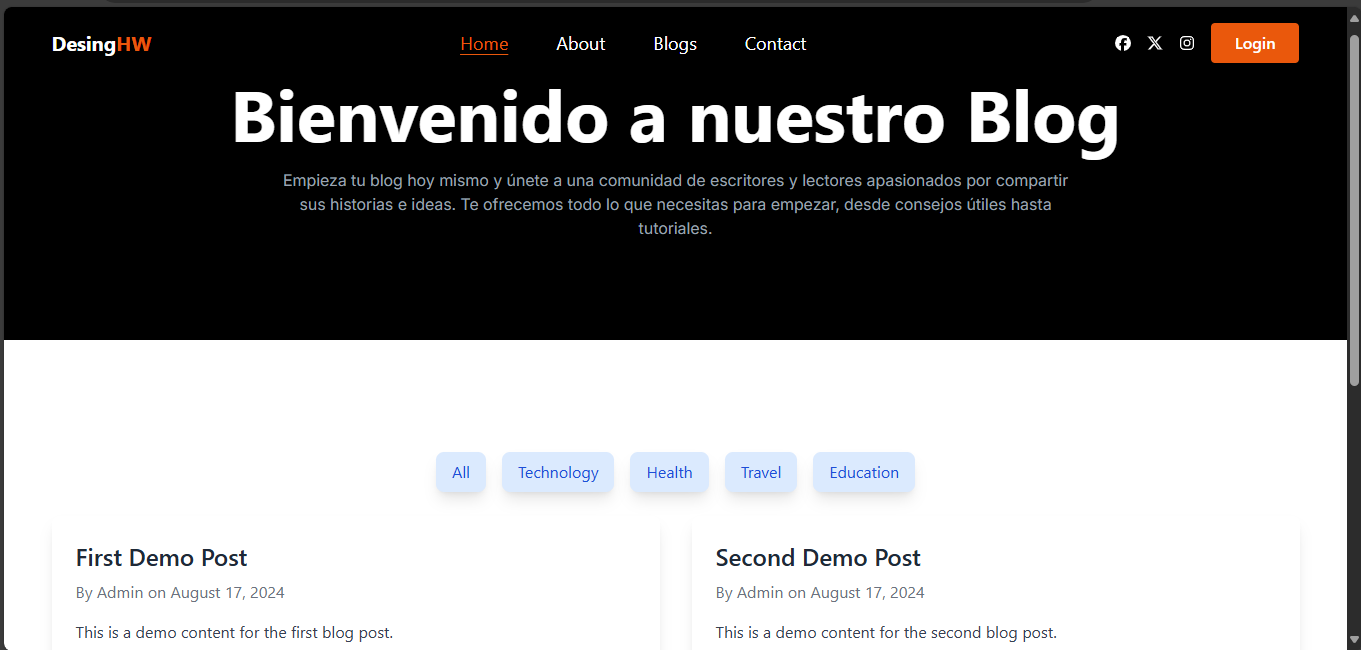 DesingHW Home About Blogs Contact Login
Bienvenido a nuestro Blog
Empieza tu blog hoy mismo y únete a una comunidad de escritores y lectores apasionados por compartir
sus historias e ideas. Te ofrecemos todo lo que necesitas para empezar, desde consejos útiles hasta
tutoriales.
All Technology Health Travel Education
First Demo Post
By Admin on August 17, 2024
This is a demo content for the first blog post.
Second Demo Post
By Admin on August 17, 2024
This is a demo content for the second blog post.